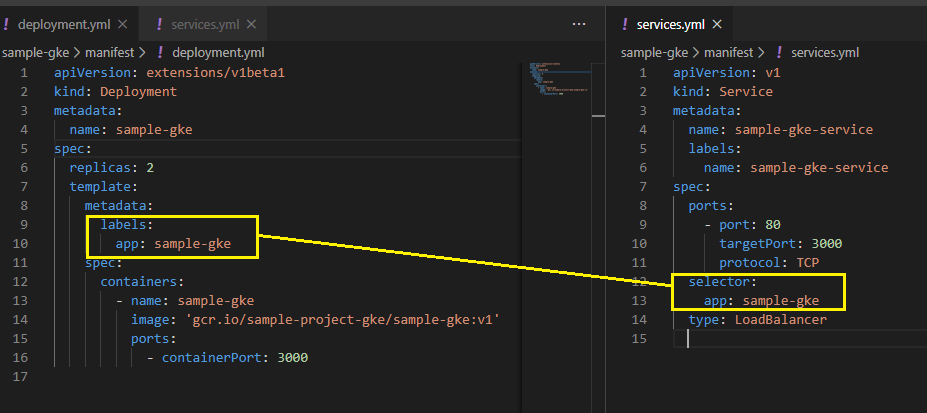 deployment.yml
services.yml
sample-gke > manifest > deployment.yml
1 apiVersion: extensions/v1beta1
2 kind: Deployment
3 metadata:
4   name: sample-gke
5 spec:
6   replicas: 2
7   template:
8     metadata:
9       labels:
10         app: sample-gke
11     spec:
12       containers:
13         - name: sample-gke
14           image: 'gcr.io/sample-project-gke/sample-gke:v1'
15           ports:
16             - containerPort: 3000
17
services.yml
sample-gke > manifest > services.yml
1 apiVersion: v1
2 kind: Service
3 metadata:
4   name: sample-gke-service
5   labels:
6     name: sample-gke-service
7 spec:
8   ports:
9     - port: 80
10       targetPort: 3000
11       protocol: TCP
12   selector:
13     app: sample-gke
14   type: LoadBalancer
15